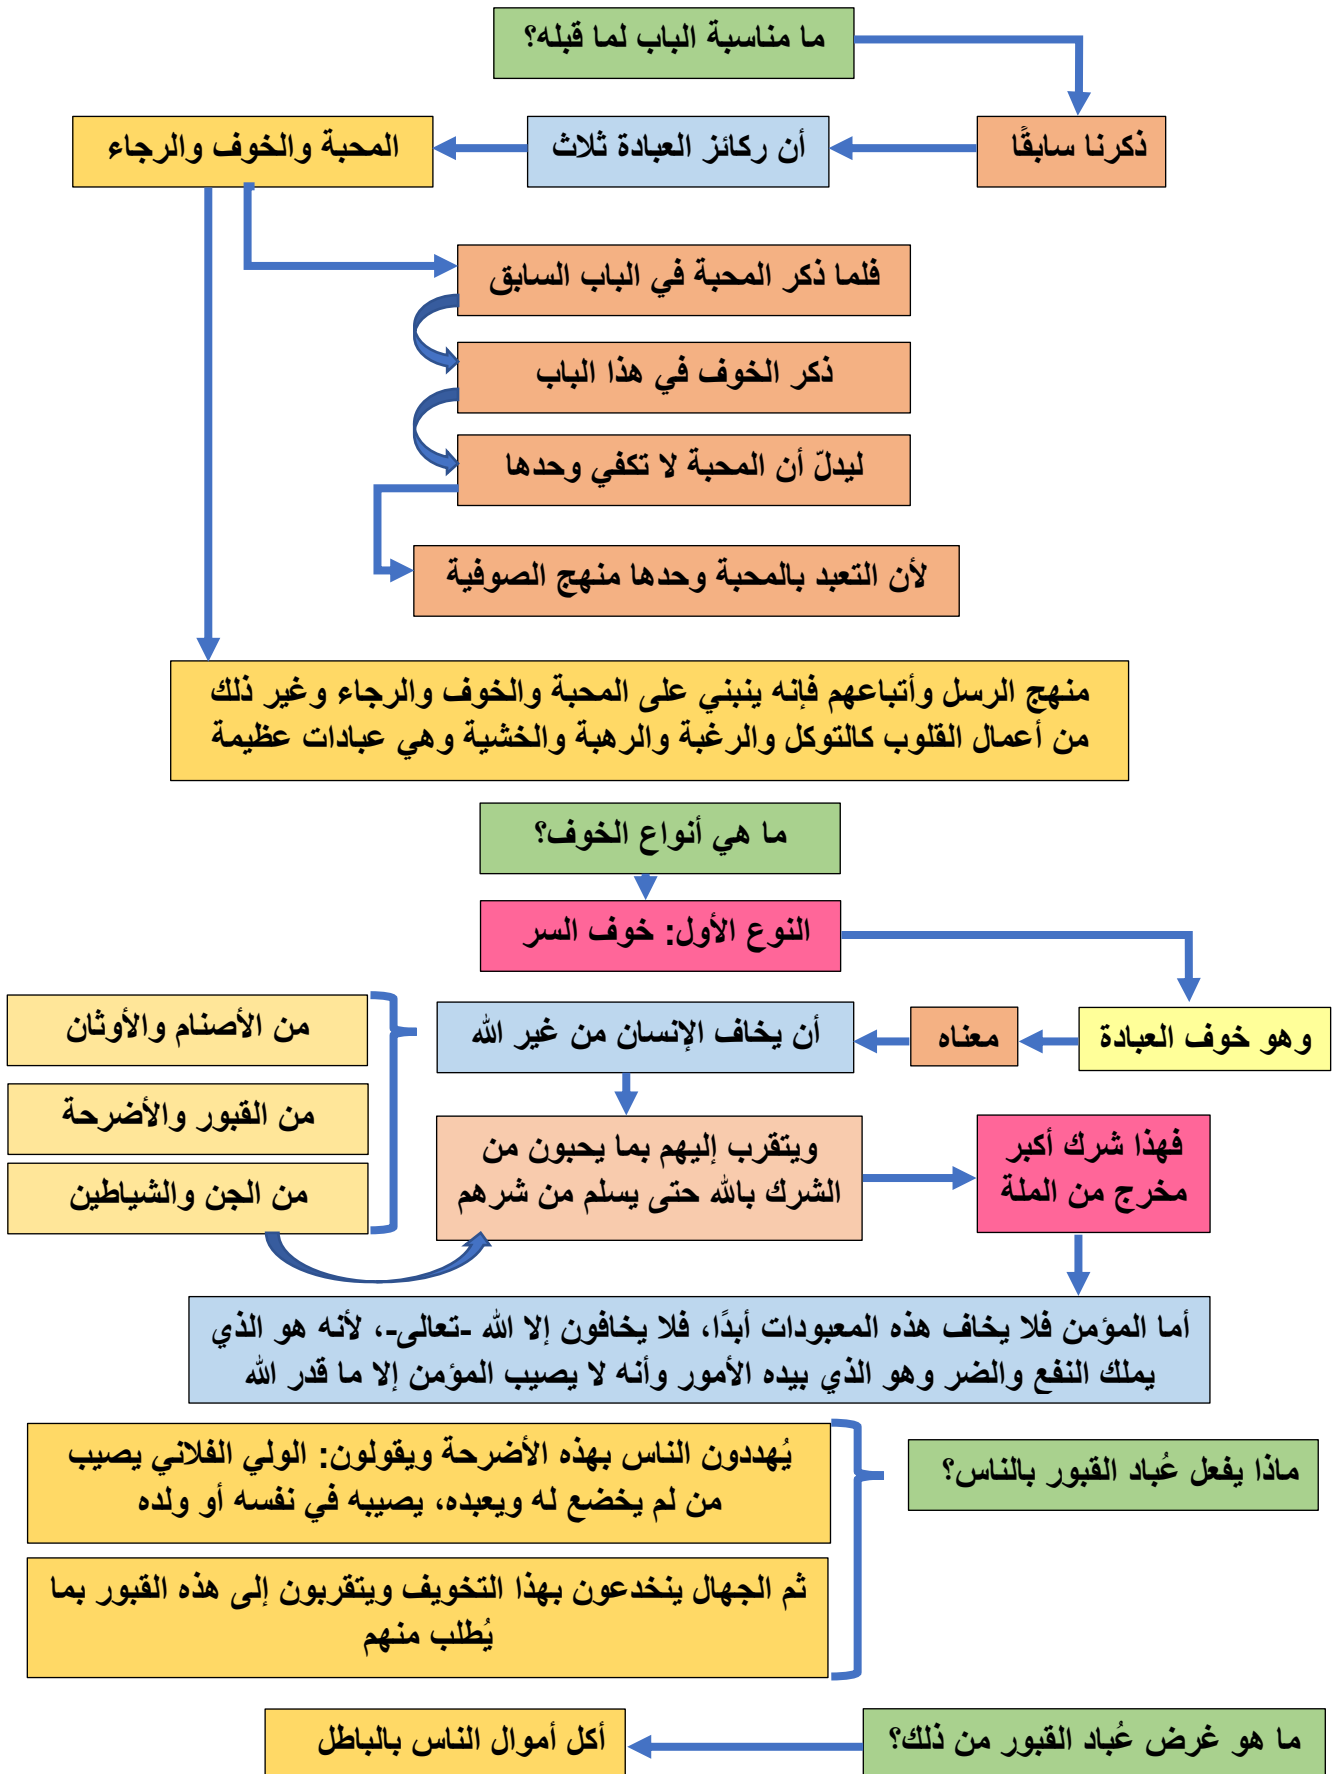 ما مناسبة الباب لما قبله؟
ذكرنا سابقًا
أن ركائز العبادة ثلاث
المحبة والخوف والرجاء
فلما ذكر المحبة في الباب السابق
ذكر الخوف في هذا الباب
ليدلّ أن المحبة لا تكفي وحدها
لأن التعبد بالمحبة وحدها منهج الصوفية
منهج الرسل وأتباعهم فإنه ينبني على المحبة والخوف والرجاء وغير ذلك
من أعمال القلوب كالتوكل والرغبة والرهبة والخشية وهي عبادات عظيمة
ما هي أنواع الخوف؟
النوع الأول: خوف السر
وهو خوف العبادة
معناه
أن يخاف الإنسان من غير الله
من الأصنام والأوثان
من القبور والأضرحة
من الجن والشياطين
ويتقرب إليهم بما يحبون من
الشرك بالله حتى يسلم من شرهم
فهذا شرك أكبر
مخرج من الملة
أما المؤمن فلا يخاف هذه المعبودات أبدًا، فلا يخافون إلا الله -تعالى-، لأنه هو الذي
يملك النفع والضر وهو الذي بيده الأمور وأنه لا يصيب المؤمن إلا ما قدر الله
ماذا يفعل عُباد القبور بالناس؟
يُهددون الناس بهذه الأضرحة ويقولون: الولي الفلاني يصيب
من لم يخضع له ويعبده، يصيبه في نفسه أو ولده
ثم الجهال ينخدعون بهذا التخويف ويتقربون إلى هذه القبور بما
يُطلب منهم
ما هو غرض عُباد القبور من ذلك؟
أكل أموال الناس بالباطل